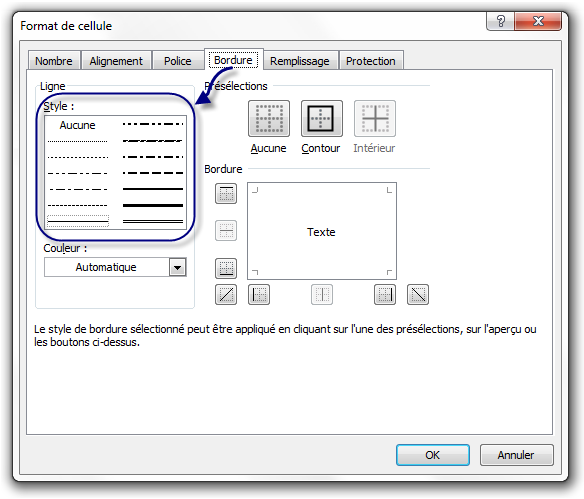 Format de cellule
?
Nombre Alignement Police Bordure Remplissage Protection
Ligne
Style :
Aucune
Couleur :
Automatique
Présélections
Aucune Contour Intérieur
Bordure
Texte
Le style de bordure sélectionné peut être appliqué en cliquant sur l'une des présélections, sur l'aperçu ou
les boutons ci-dessus.
OK Annuler